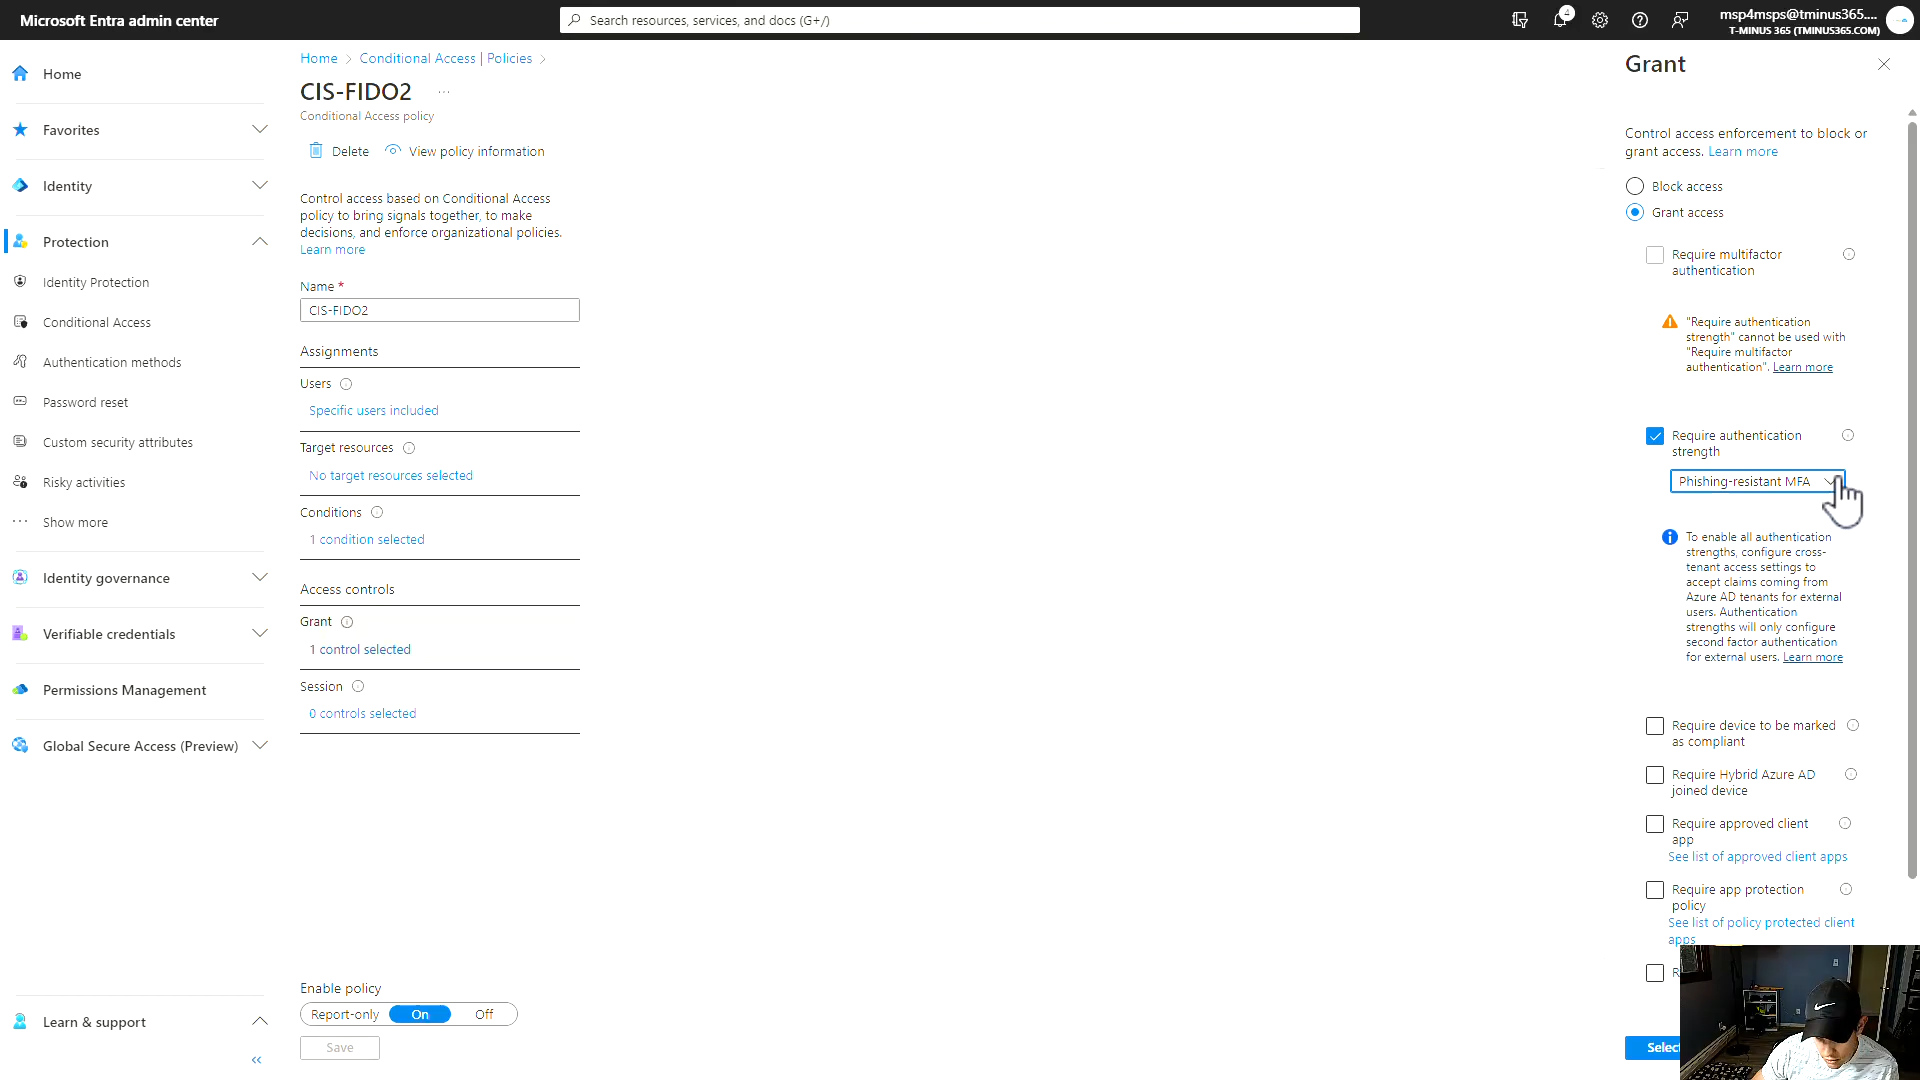 Microsoft Entra admin center
Search resources, services, and docs (G+/)
4
msp4msps@tminus365....
T-MINUS 365 (TMINUS365.COM)
Home
Favorites
Identity
Protection
Identity Protection
Conditional Access
Authentication methods
Password reset
Custom security attributes
Risky activities
Show more
Identity governance
Verifiable credentials
Permissions Management
Global Secure Access (Preview)
Learn & support
Home > Conditional Access | Policies >
CIS-FIDO2 ...
Conditional Access policy
Delete
View policy information
Control access based on Conditional Access
policy to bring signals together, to make
decisions, and enforce organizational policies.
Learn more
Name *
CIS-FIDO2
Assignments
Users
Specific users included
Target resources
No target resources selected
Conditions
1 condition selected
Access controls
Grant
1 control selected
Session
0 controls selected
Enable policy
Report-only On Off
Save
Grant
Control access enforcement to block or
grant access. Learn more
Block access
Grant access
Require multifactor
authentication
"Require authentication
strength" cannot be used with
"Require multifactor
authentication". Learn more
Require authentication
strength
Phishing-resistant MFA
To enable all authentication
strengths, configure cross-
tenant access settings to
accept claims coming from
Azure AD tenants for external
users. Authentication
strengths will only configure
second factor authentication
for external users. Learn more
Require device to be marked
as compliant
Require Hybrid Azure AD
joined device
Require approved client
app
See list of approved client apps
Require app protection
policy
See list of policy protected client
apps
Select